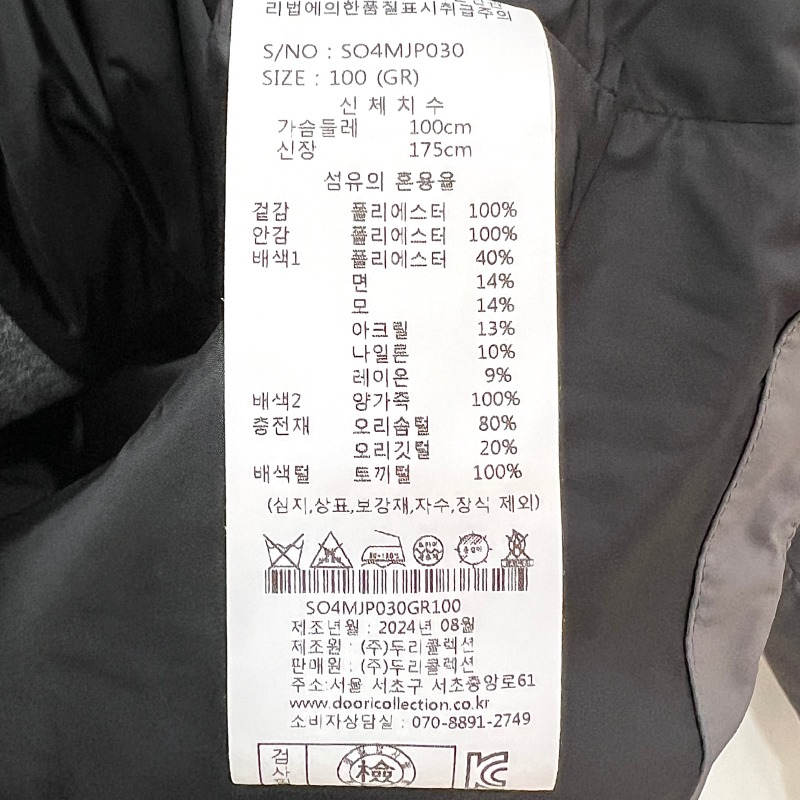 리법에의한품질표시취급주의
S/NO : SO4MJP030
SIZE : 100 (GR)
신 체 치 수
가슴둘레 100cm
신장 175cm
섬유의 혼용율
겉감 폴리에스터 100%
안감 폴리에스터 100%
배색1 폴리에스터 40%
면 14%
모 14%
아크릴 13%
나일론 10%
레이온 9%
배색2 양가죽 100%
충전재 오리솜털 80%
오리깃털 20%
배색털 토끼털 100%
(심지,상표,보강재,자수,장식 제외)
SO4MJP030GR100
제조년월 : 2024년 08월
제조원 : (주)두리콜렉션
판매원 : (주)두리콜렉션
주소:서울 서초구 서초중앙로61
www.dooricollection.co.kr
소비자상담실 : 070-8891-2749
검
檢
KC